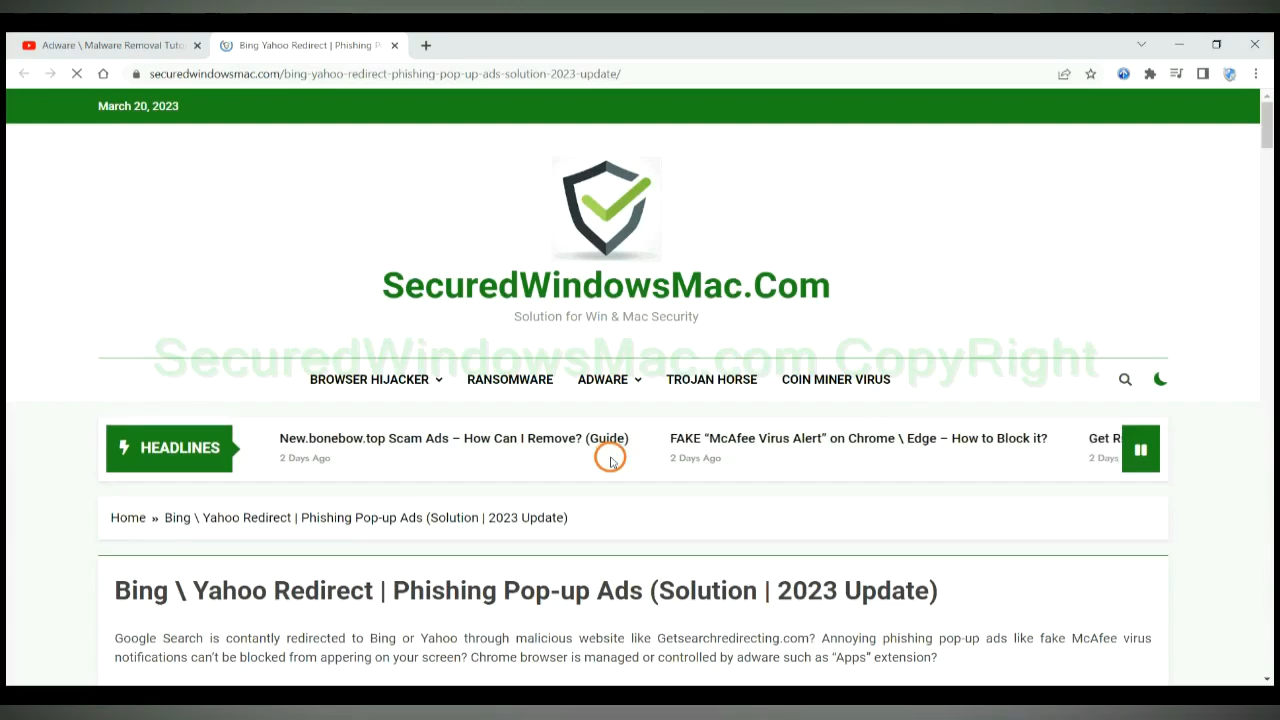 Adware \ Malware Removal Tuto
Bing Yahoo Redirect | Phishing P
securedwindowsmac.com/bing-yahoo-redirect-phishing-pop-up-ads-solution-2023-update/
March 20, 2023
SecuredWindowsMac.Com
Solution for Win & Mac Security
SecuredWindowsMac.com CopyRight
BROWSER HIJACKER RANSOMWARE ADWARE TROJAN HORSE COIN MINER VIRUS
HEADLINES
New.bonebow.top Scam Ads – How Can I Remove? (Guide)
2 Days Ago
FAKE “McAfee Virus Alert” on Chrome \ Edge – How to Block it?
2 Days Ago
Get R
2 Days
Home » Bing \ Yahoo Redirect | Phishing Pop-up Ads (Solution | 2023 Update)
Bing \ Yahoo Redirect | Phishing Pop-up Ads (Solution | 2023 Update)
Google Search is contantly redirected to Bing or Yahoo through malicious website like Getsearchredirecting.com? Annoying phishing pop-up ads like fake McAfee virus
notifications can’t be blocked from appering on your screen? Chrome browser is managed or controlled by adware such as “Apps” extension?